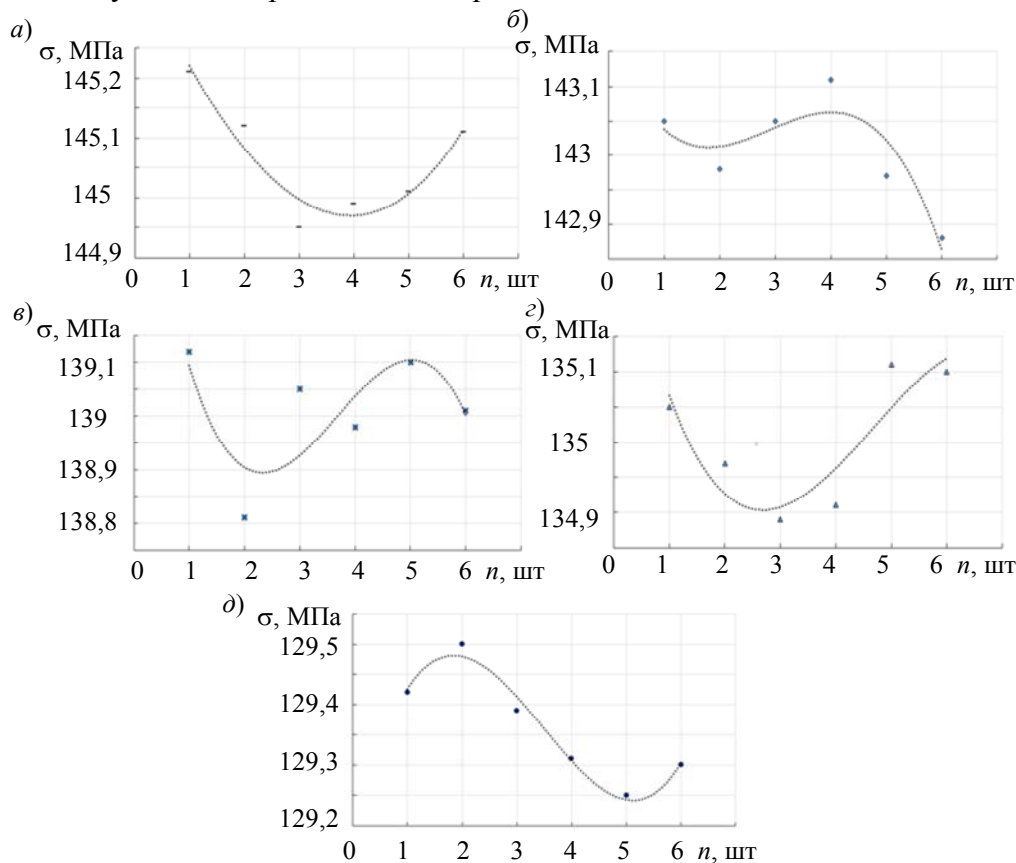 а)
σ, МПа
145,2
145,1
145
144,9
0 1 2 3 4 5 6 n, шт
б)
σ, МПа
143,1
143
142,9
0 1 2 3 4 5 6 n, шт
в)
σ, МПа
139,1
139
138,9
138,8
0 1 2 3 4 5 6 n, шт
г)
σ, МПа
135,1
135
134,9
0 1 2 3 4 5 6 n, шт
д)
σ, МПа
129,5
129,4
129,3
129,2
0 1 2 3 4 5 6 n, шт